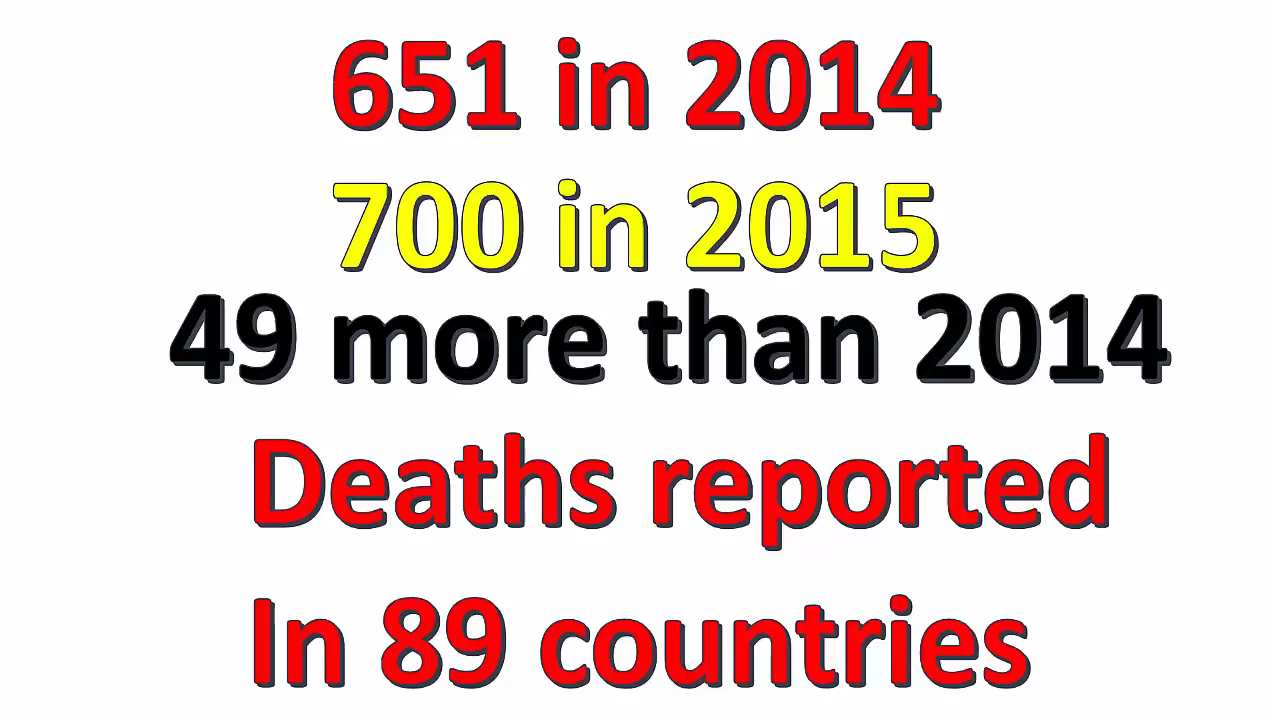 651 in 2014
700 in 2015
49 more than 2014
Deaths reported
In 89 countries